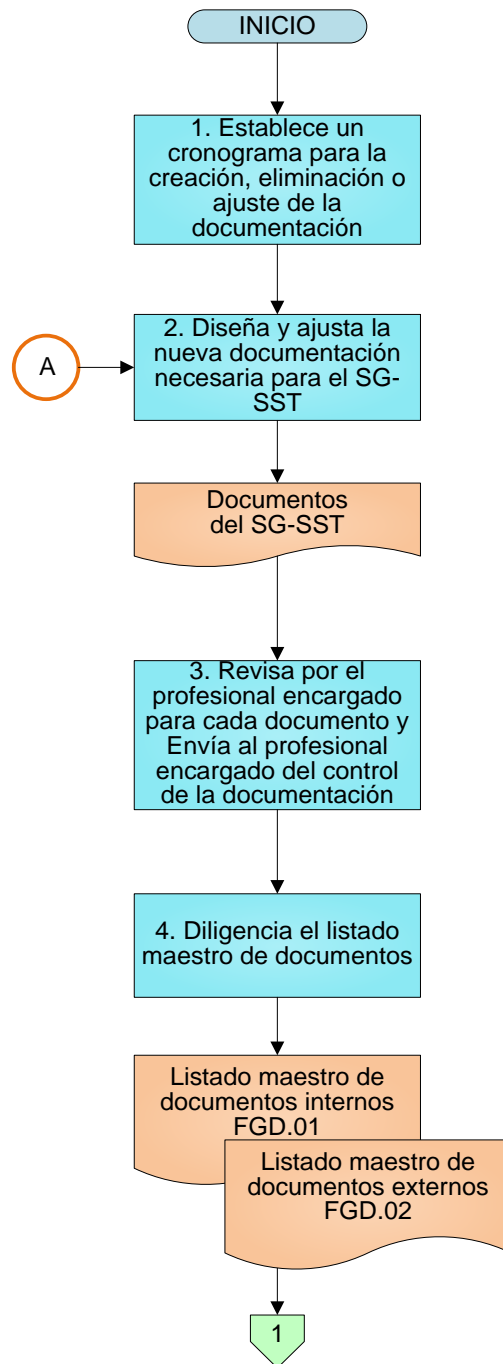 INICIO
1. Establece un
cronograma para la
creación, eliminación o
ajuste de la
documentación
A
2. Diseña y ajusta la
nueva documentación
necesaria para el SG-
SST
Documentos
del SG-SST
3. Revisa por el
profesional encargado
para cada documento y
Envía al profesional
encargado del control
de la documentación
4. Diligencia el listado
maestro de documentos
Listado maestro de
documentos internos
FGD.01
Listado maestro de
documentos externos
FGD.02
1